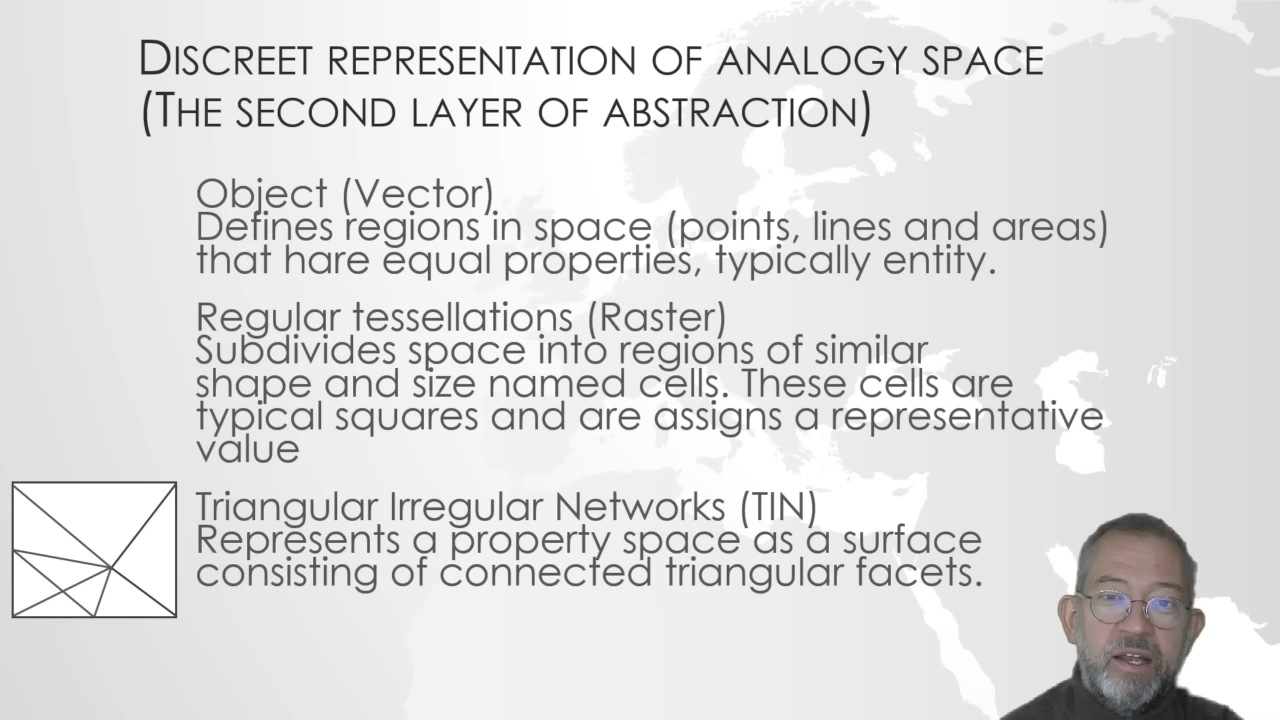 DISCREET REPRESENTATION OF ANALOGY SPACE
(THE SECOND LAYER OF ABSTRACTION)
Object (Vector)
Defines regions in space (points, lines and areas)
that hare equal properties, typically entity.
Regular tessellations (Raster)
Subdivides space into regions of similar
shape and size named cells. These cells are
typical squares and are assigns a representative
value
Triangular Irregular Networks (TIN)
Represents a property space as a surface
consisting of connected triangular facets.